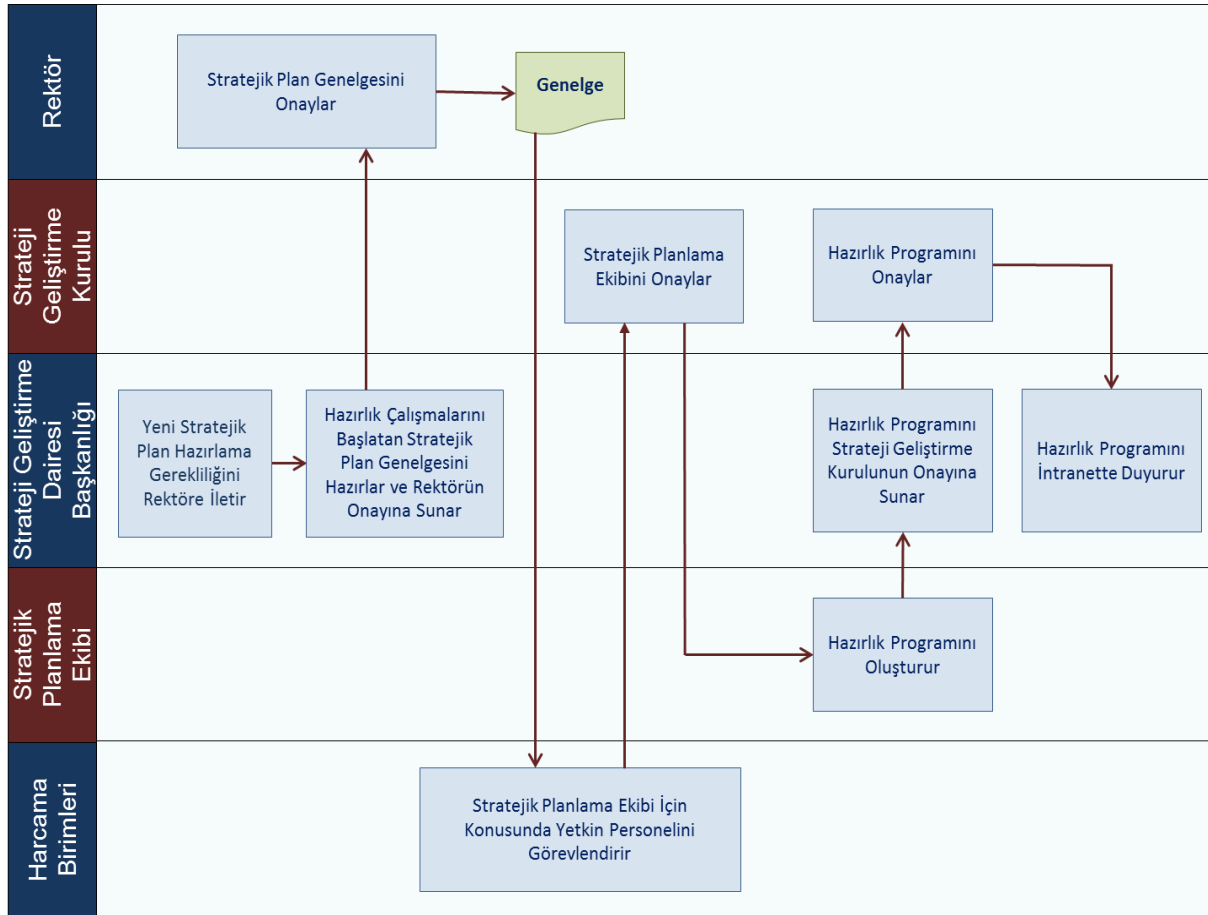 Rektör
Stratejik Plan Genelgesini
Onaylar
Genelge
Strateji
Geliştirme
Kurulu
Stratejik Planlama
Ekibini Onaylar
Hazırlık Programını
Onaylar
Strateji Geliştirme
Dairesi
Başkanlığı
Yeni Stratejik
Plan Hazırlama
Gerekliliğini
Rektöre İletir
Hazırlık Çalışmalarını
Başlatan Stratejik
Plan Genelgesini
Hazırlar ve Rektörün
Onayına Sunar
Hazırlık Programını
Strateji Geliştirme
Kurulunun Onayına
Sunar
Hazırlık Programını
İntranette Duyurur
Stratejik
Planlama
Ekibi
Hazırlık Programını
Oluşturur
Harcama
Birimleri
Stratejik Planlama Ekibi İçin
Konusunda Yetkin Personelini
Görevlendirir